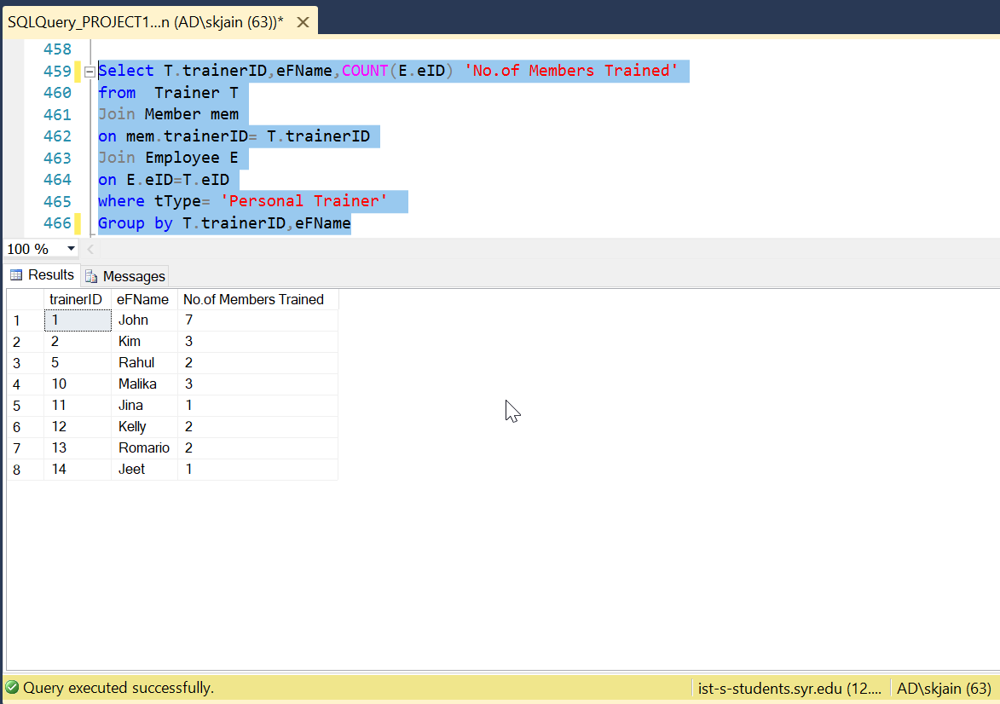 SQLQuery_PROJECT1...n (AD\skjain (63))*
458
459 Select T.trainerID,eFName,COUNT(E.eID) 'No.of Members Trained'
460 from  Trainer T
461 Join Member mem
462 on mem.trainerID= T.trainerID
463 Join Employee E
464 on E.eID=T.eID
465 where tType= 'Personal Trainer'
466 Group by T.trainerID,eFName
100 %
Results Messages
trainerID eFName No.of Members Trained
1 1 John 7
2 2 Kim 3
3 5 Rahul 2
4 10 Malika 3
5 11 Jina 1
6 12 Kelly 2
7 13 Romario 2
8 14 Jeet 1
Query executed successfully. ist-s-students.syr.edu (12.... AD\skjain (63)